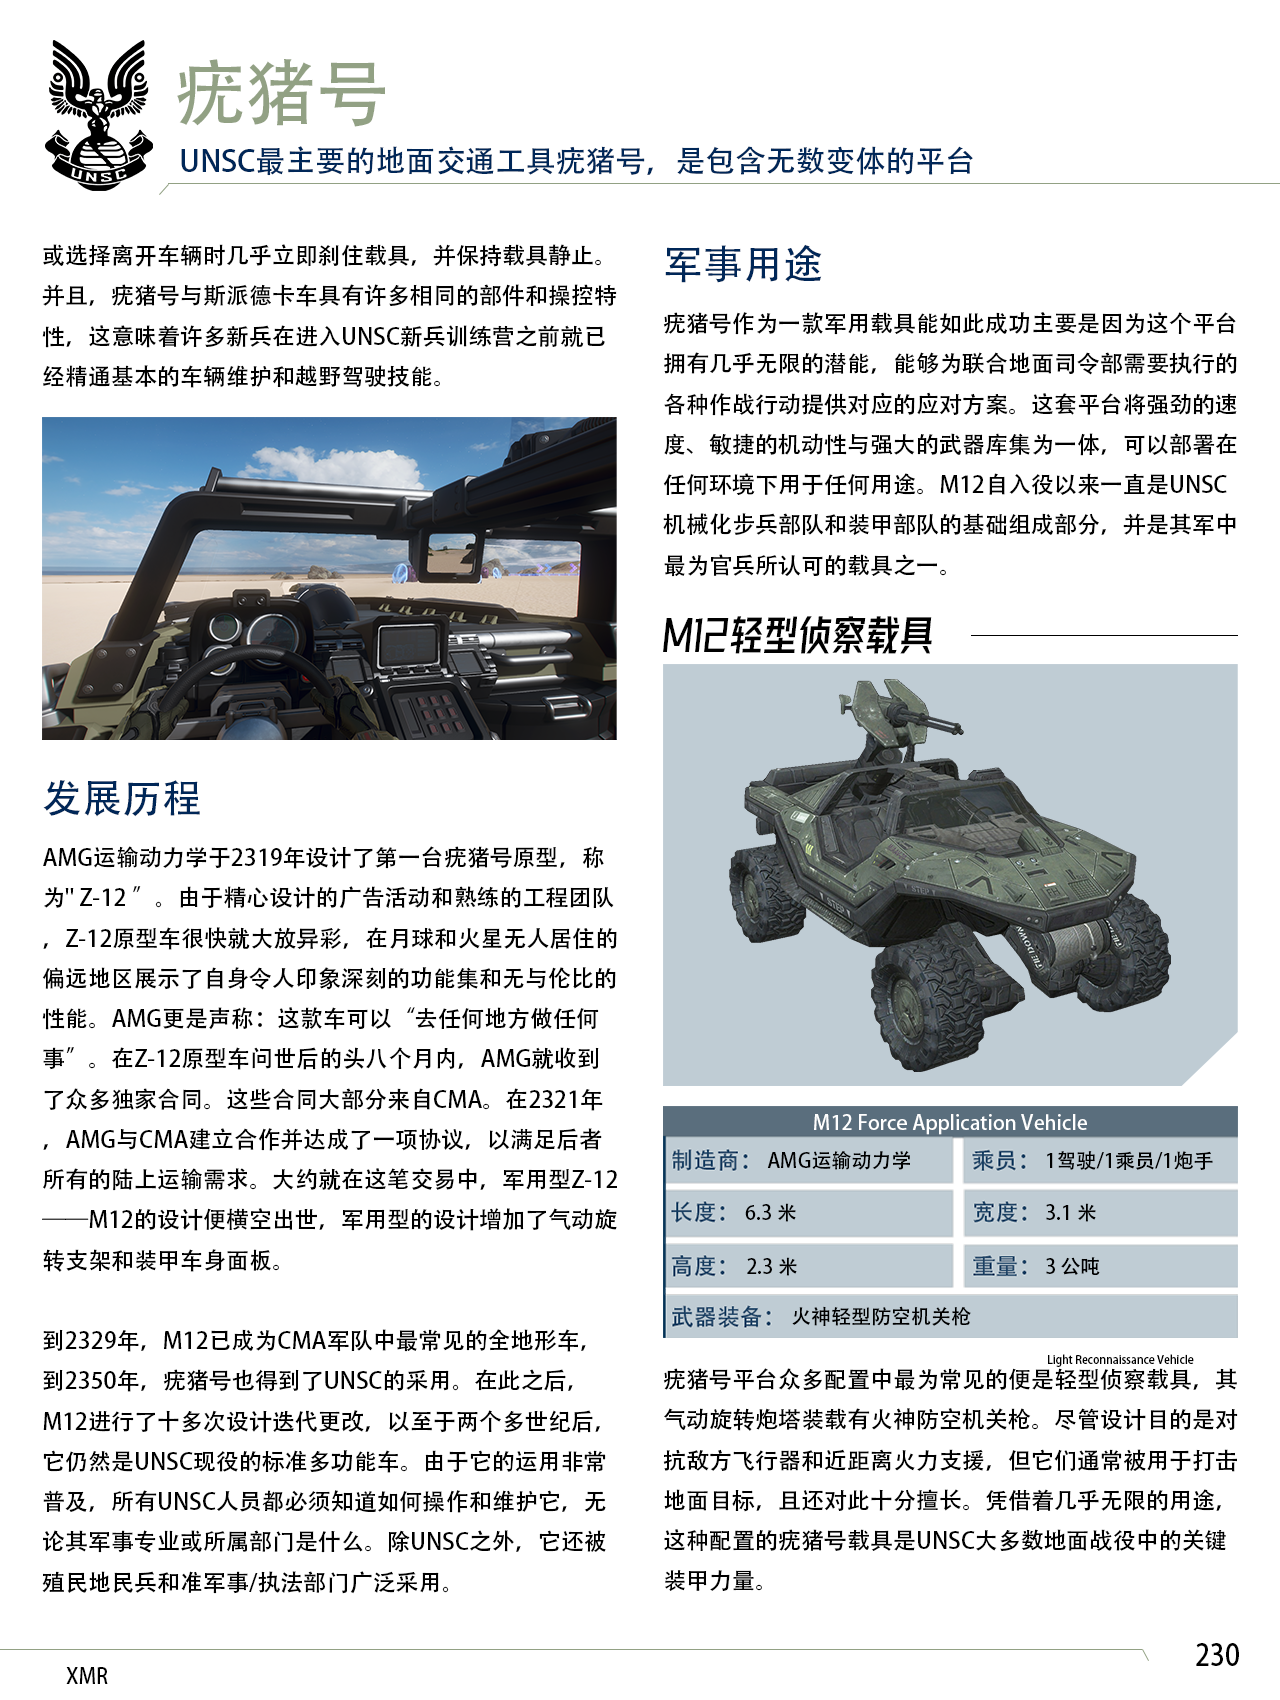 UNSC
疣猪号
UNSC最主要的地面交通工具疣猪号，是包含无数变体的平台
或选择离开车辆时几乎立即刹住载具，并保持载具静止。
并且，疣猪号与斯派德卡车具有许多相同的部件和操控特
性，这意味着许多新兵在进入UNSC新兵训练营之前就已
经精通基本的车辆维护和越野驾驶技能。
发展历程
AMG运输动力学于2319年设计了第一台疣猪号原型，称
为" Z-12 ″。由于精心设计的广告活动和熟练的工程团队
，Z-12原型车很快就大放异彩，在月球和火星无人居住的
偏远地区展示了自身令人印象深刻的功能集和无与伦比的
性能。AMG更是声称：这款车可以“去任何地方做任何
事”。在Z-12原型车问世后的头八个月内，AMG就收到
了众多独家合同。这些合同大部分来自CMA。在2321年
，AMG与CMA建立合作并达成了一项协议，以满足后者
所有的陆上运输需求。大约就在这笔交易中，军用型Z-12
——M12的设计便横空出世，军用型的设计增加了气动旋
转支架和装甲车身面板。
到2329年，M12已成为CMA军队中最常见的全地形车，
到2350年，疣猪号也得到了UNSC的采用。在此之后，
M12进行了十多次设计迭代更改，以至于两个多世纪后，
它仍然是UNSC现役的标准多功能车。由于它的运用非常
普及，所有UNSC人员都必须知道如何操作和维护它，无
论其军事专业或所属部门是什么。除UNSC之外，它还被
殖民地民兵和准军事/执法部门广泛采用。
军事用途
疣猪号作为一款军用载具能如此成功主要是因为这个平台
拥有几乎无限的潜能，能够为联合地面司令部需要执行的
各种作战行动提供对应的应对方案。这套平台将强劲的速
度、敏捷的机动性与强大的武器库集为一体，可以部署在
任何环境下用于任何用途。M12自入役以来一直是UNSC
机械化步兵部队和装甲部队的基础组成部分，并是其军中
最为官兵所认可的载具之一。
M12轻型侦察载具
STEP
STEP
TIE DOWN
M12 Force Application Vehicle
制造商： AMG运输动力学
乘员： 1驾驶/1乘员/1炮手
长度： 6.3 米
宽度： 3.1 米
高度： 2.3 米
重量： 3 公吨
武器装备： 火神轻型防空机关枪
Light Reconnaissance Vehicle
疣猪号平台众多配置中最为常见的便是轻型侦察载具，其
气动旋转炮塔装载有火神防空机关枪。尽管设计目的是对
抗敌方飞行器和近距离火力支援，但它们通常被用于打击
地面目标，且还对此十分擅长。凭借着几乎无限的用途，
这种配置的疣猪号载具是UNSC大多数地面战役中的关键
装甲力量。
230
XMR